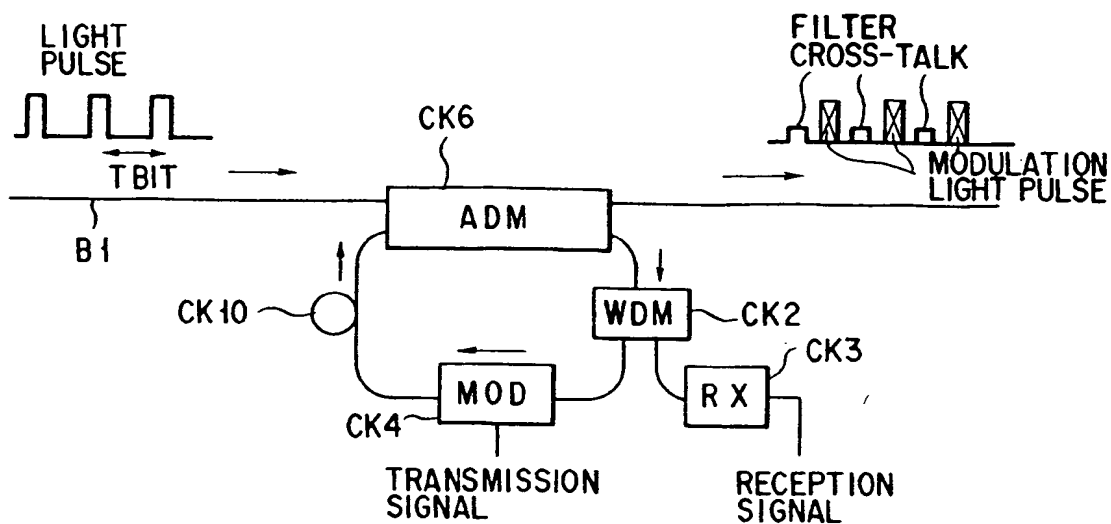 LIGHT
PULSE
TBIT
B1
CK6
ADM
FILTER
CROSS-TALK
MODULATION
LIGHT PULSE
CK10
WDM
CK2
CK3
MOD
RX
CK4
TRANSMISSION
SIGNAL
RECEPTION
SIGNAL